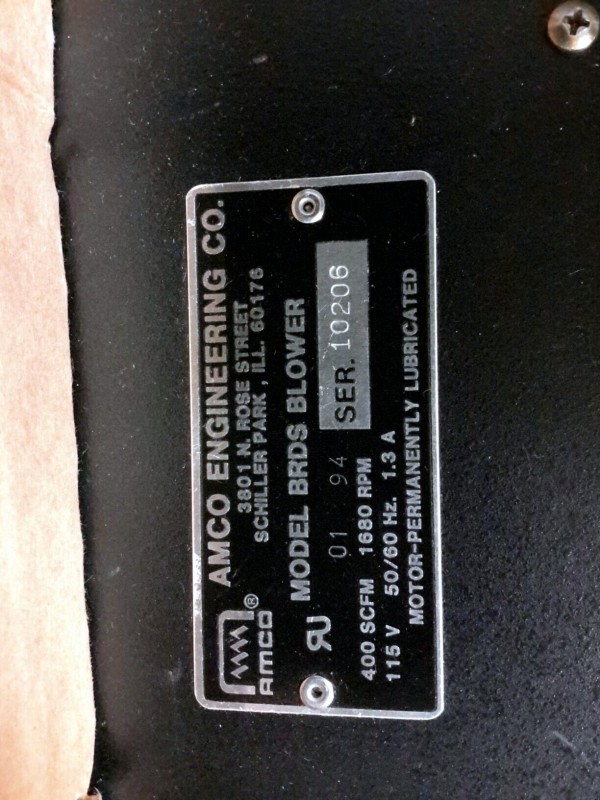 AMCO ENGINEERING CO.
3801 N. ROSE STREET
SCHILLER PARK, ILL. 60176
Amco ®
MODEL BRDS BLOWER
RU 01 94 SER. 10206
400 SCFM 1680 RPM
115 V 50/60 Hz. 1.3 A
MOTOR-PERMANENTLY LUBRICATED